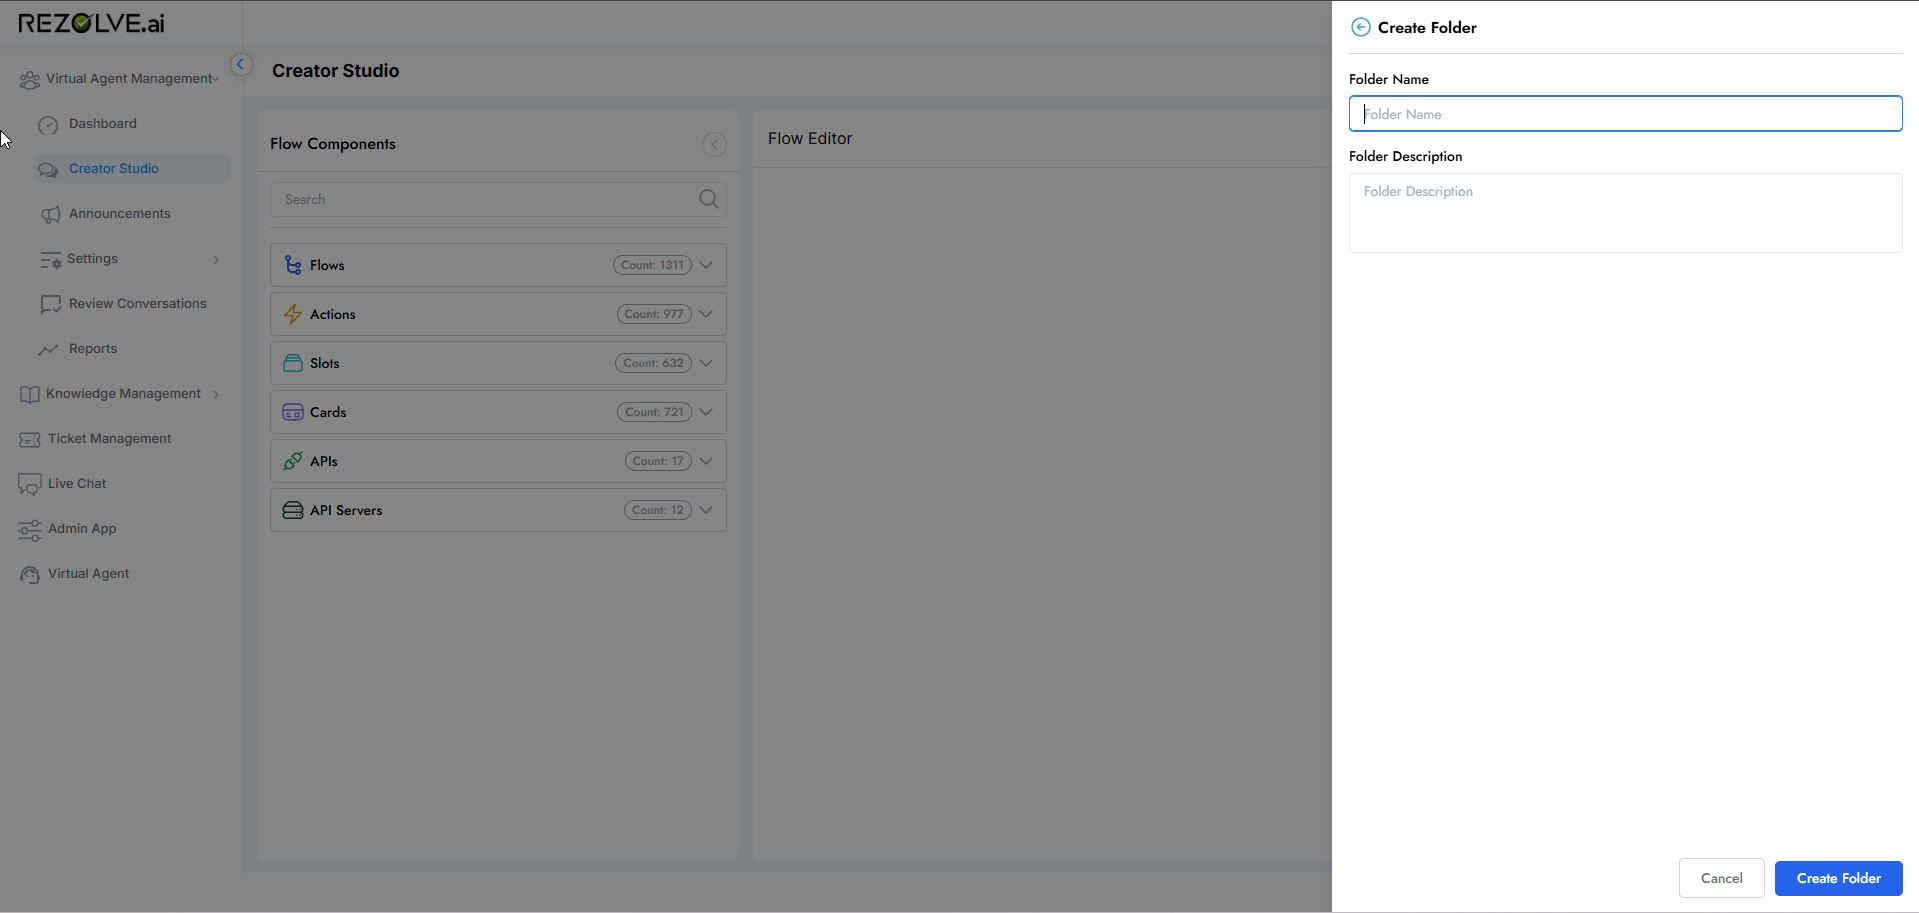 REZOLVE.ai
Virtual Agent Management
Dashboard
Creator Studio
Announcements
Settings
Review Conversations
Reports
Knowledge Management
Ticket Management
Live Chat
Admin App
Virtual Agent
Creator Studio
Flow Components
Search
Flows Count: 1311
Actions Count: 977
Slots Count: 632
Cards Count: 721
APIs Count: 17
API Servers Count: 12
Flow Editor
Create Folder
Folder Name
Folder Name
Folder Description
Folder Description
Cancel Create Folder